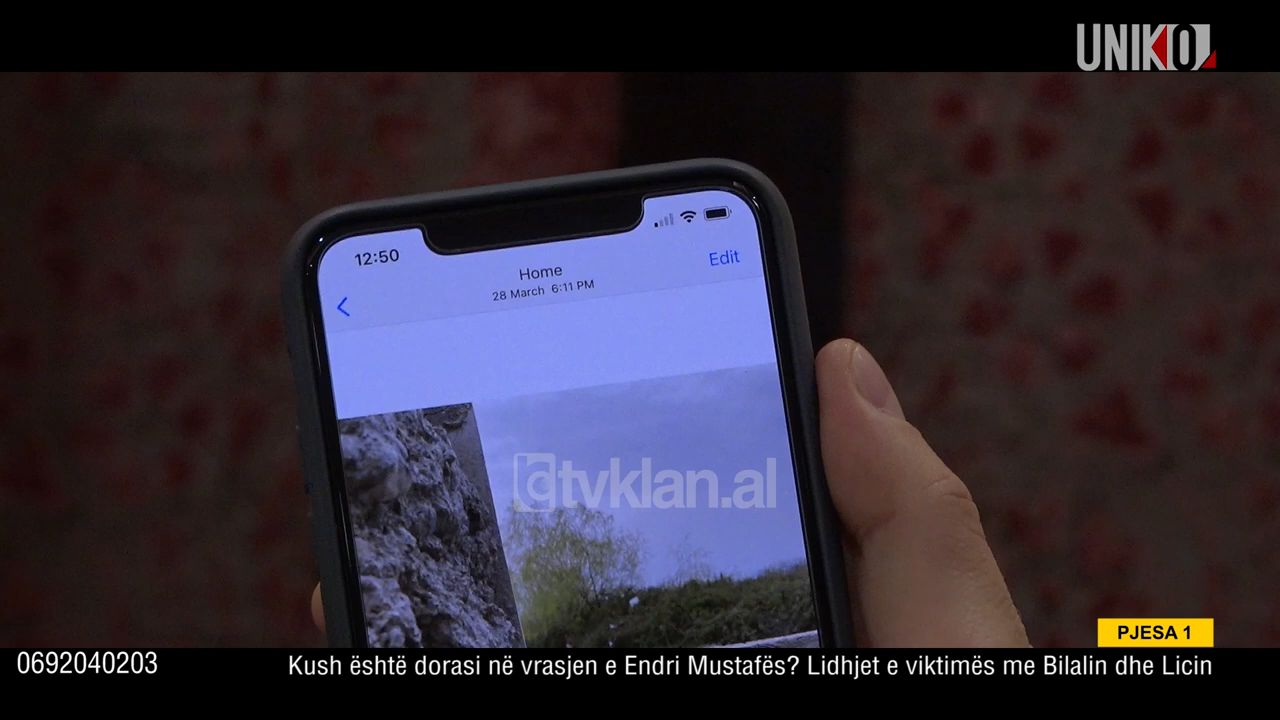 UNIKO
12:50
Home
Edit
28 March 6:11 PM
tvklan.al
PJESA 1
0692040203
Kush është dorasi në vrasjen e Endri Mustafës? Lidhjet e viktimës me Bilalin dhe Licin